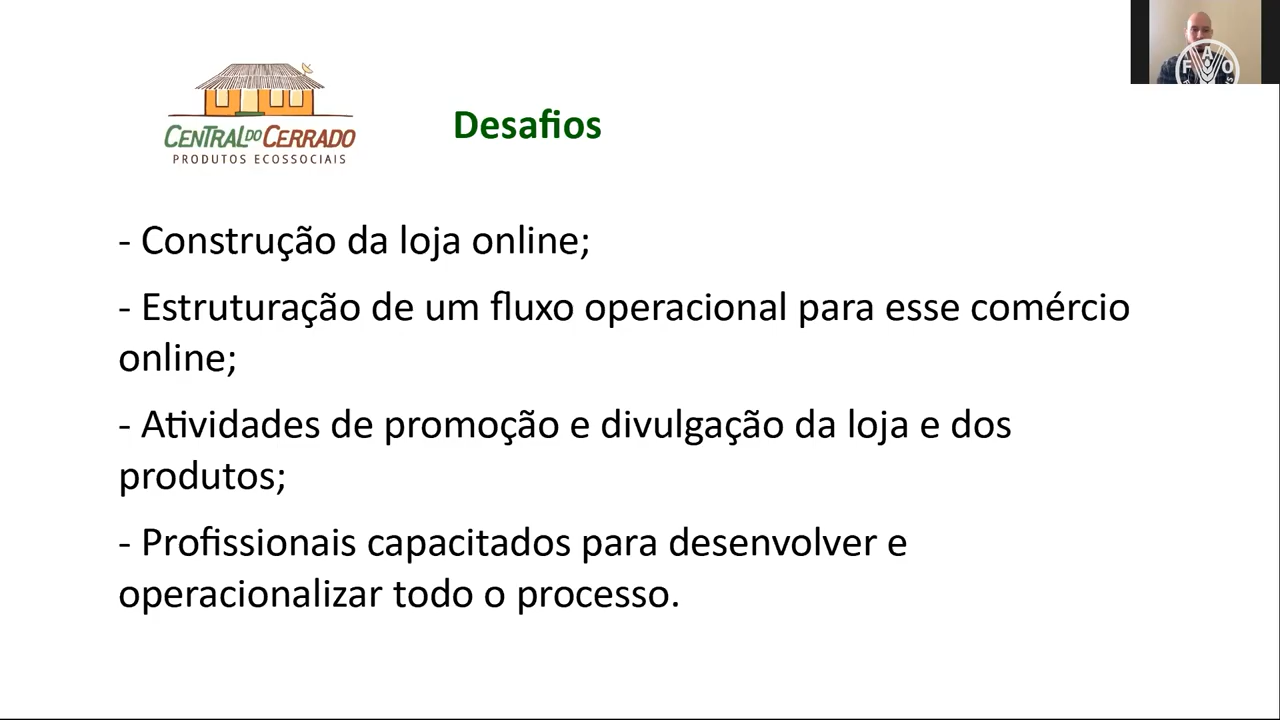 CENTRAL DO CERRADO
PRODUTOS ECOSSOCIAIS
Desafios
- Construção da loja online;
- Estruturação de um fluxo operacional para esse comércio
online;
- Atividades de promoção e divulgação da loja e dos
produtos;
- Profissionais capacitados para desenvolver e
operacionalizar todo o processo.
FAO